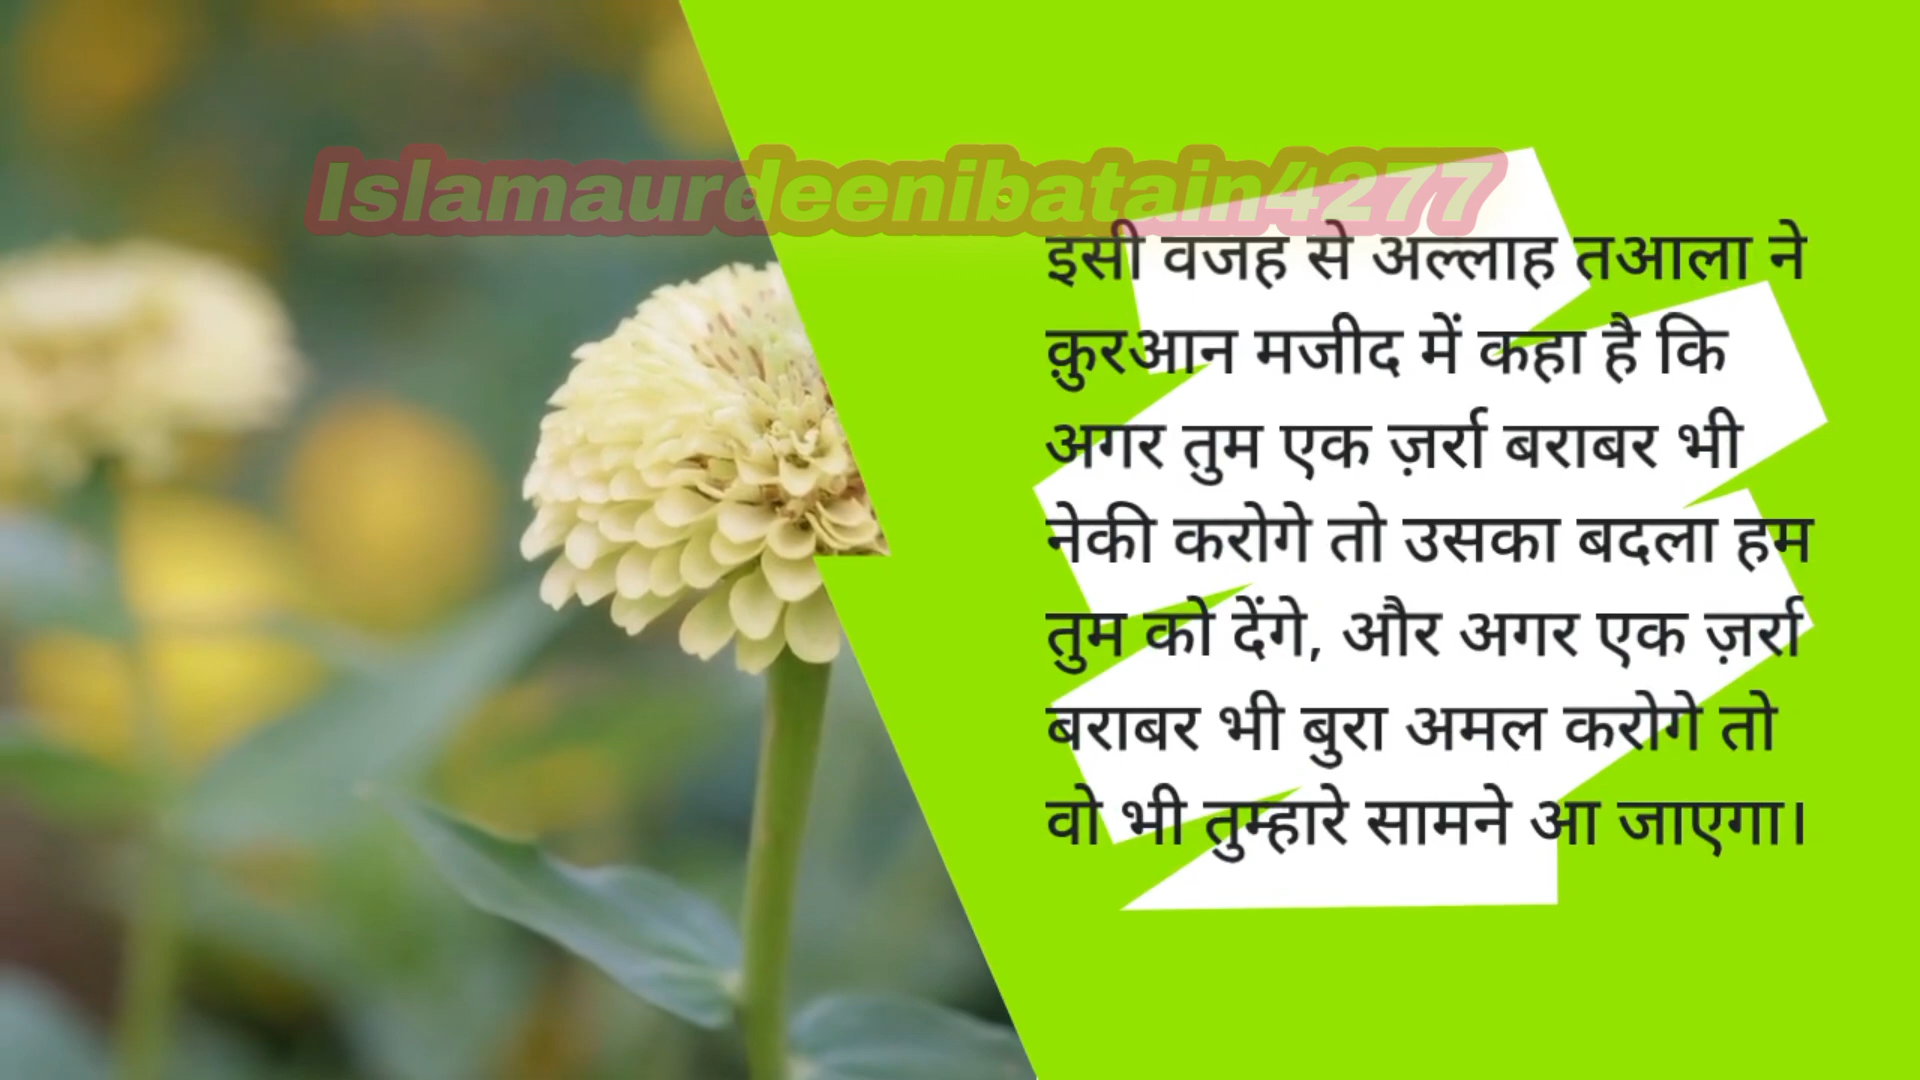 Islamaurdeenibatain4277
इसी वजह से अल्लाह तआला ने
क़ुरआन मजीद में कहा है कि
अगर तुम एक ज़र्रा बराबर भी
नेकी करोगे तो उसका बदला हम
तुम को देंगे, और अगर एक ज़र्रा
बराबर भी बुरा अमल करोगे तो
वो भी तुम्हारे सामने आ जाएगा।